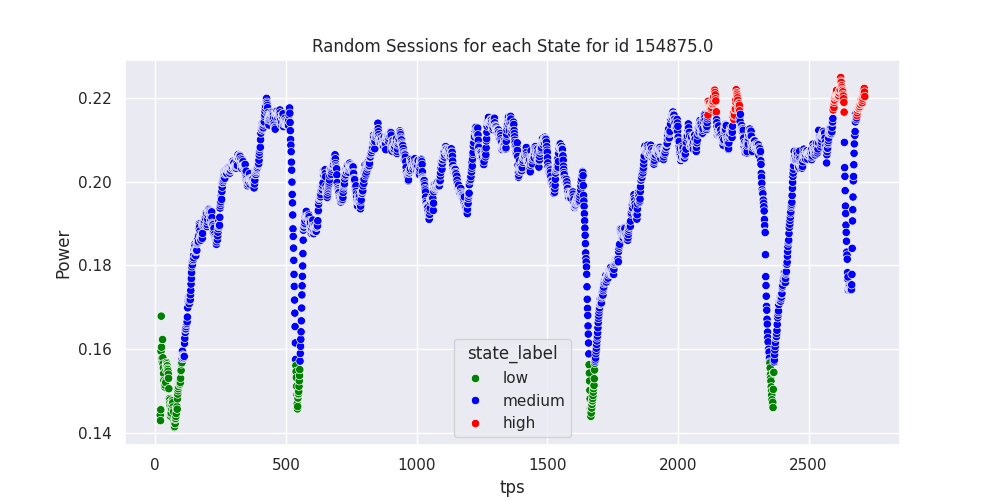 Random Sessions for each State for id 154875.0
Power
0.22
0.20
0.18
0.16
0.14
state_label
low
medium
high
0
500
1000
1500
2000
2500
tps